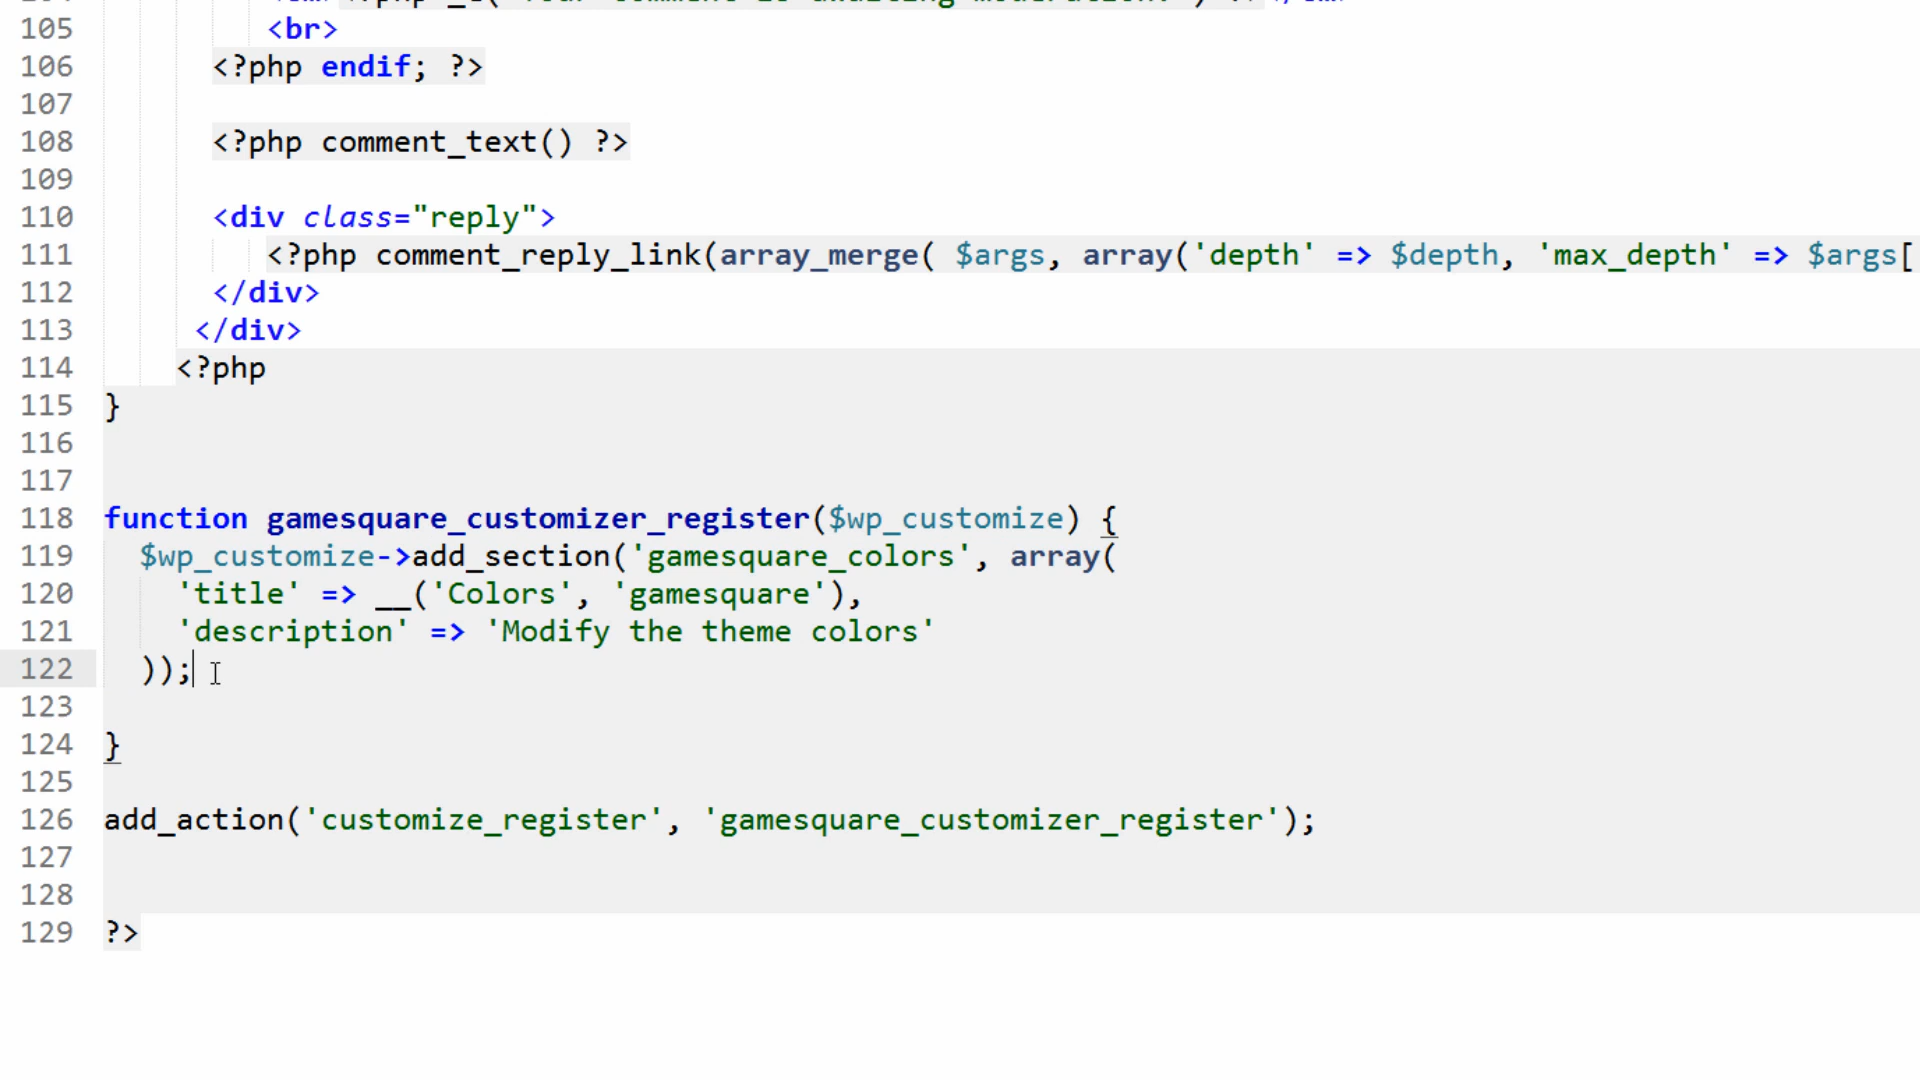 105 <br>
106 <?php endif; ?>
107
108 <?php comment_text() ?>
109
110 <div class="reply">
111 <?php comment_reply_link(array_merge( $args, array('depth' => $depth, 'max_depth' => $args[
112 </div>
113 </div>
114 <?php
115 }
116
117
118 function gamesquare_customizer_register($wp_customize) {
119 $wp_customize->add_section('gamesquare_colors', array(
120 'title' => __('Colors', 'gamesquare'),
121 'description' => 'Modify the theme colors'
122 ));
123
124 }
125
126 add_action('customize_register', 'gamesquare_customizer_register');
127
128
129 ?>